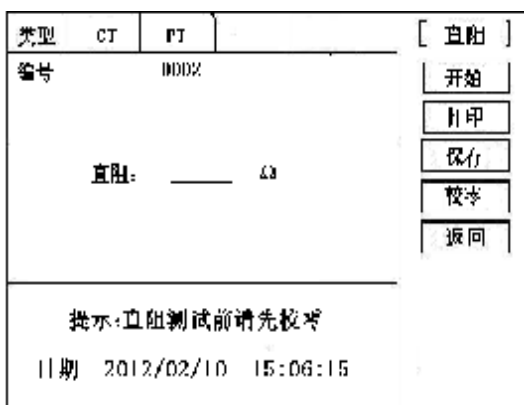 类型 CT PT
[ 直阻 ]
编号 0002
开始
打印
保存
校零
返回
直阻: Ω
提示:直阻测试前请先校零
日期 2012/02/10 15:06:15